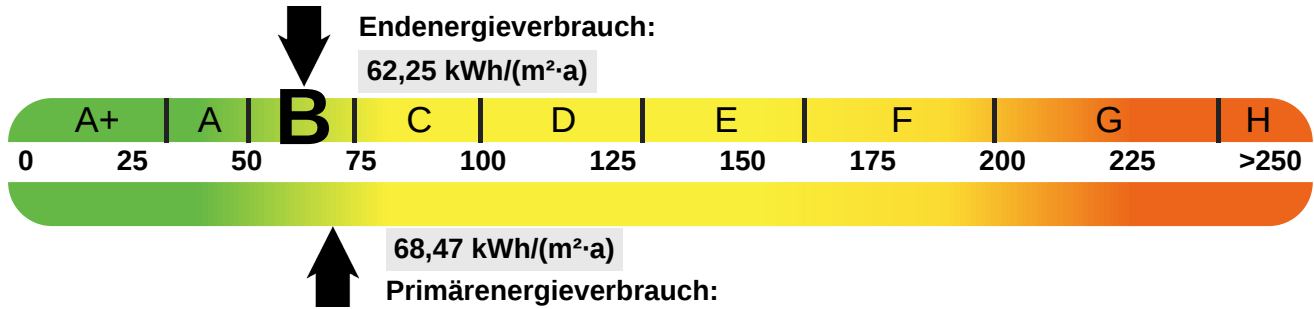 Endenergieverbrauch:
62,25 kWh/(m²·a)
A+ A B C D E F G H
0 25 50 75 100 125 150 175 200 225 >250
68,47 kWh/(m²·a)
Primärenergieverbrauch: